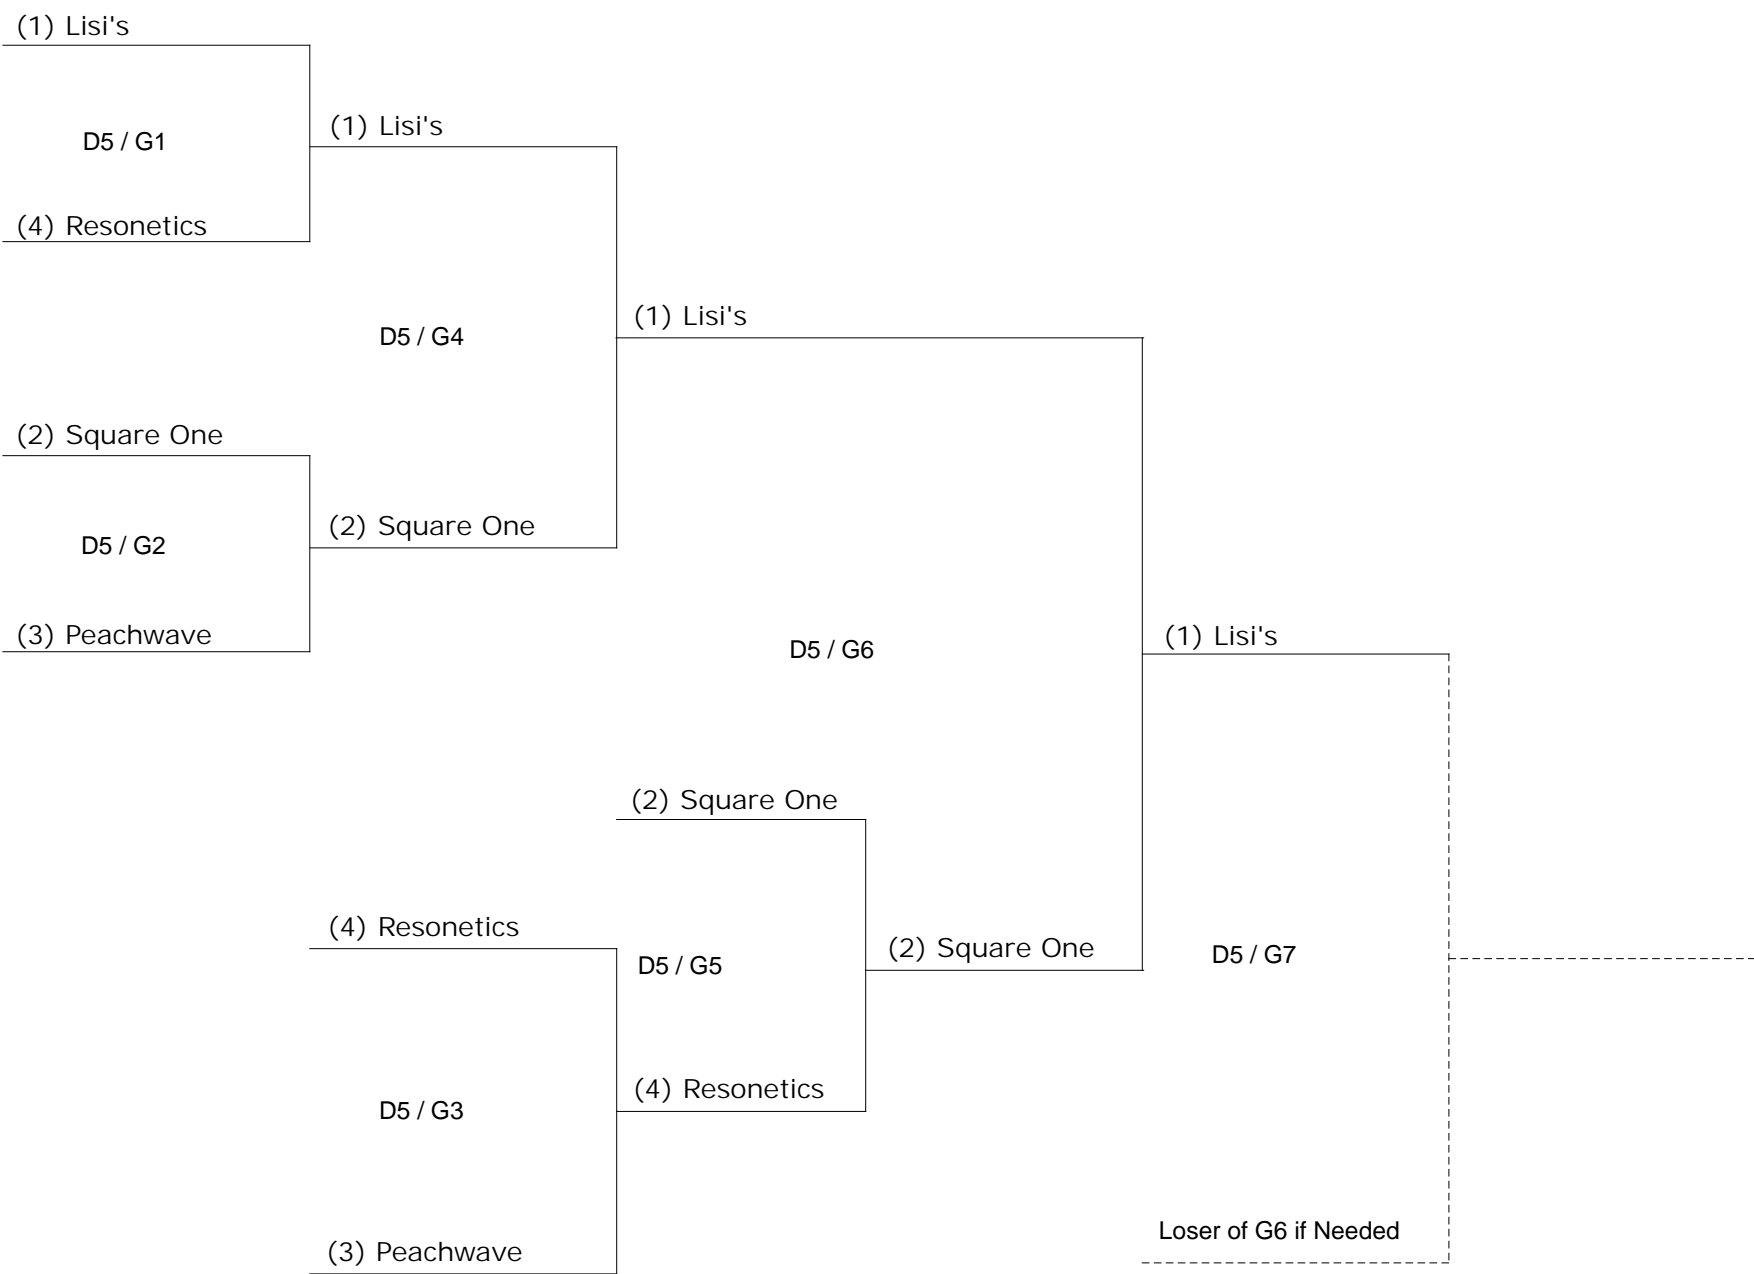 (1) Lisi's
D5 / G1
(1) Lisi's
(4) Resonetics
(1) Lisi's
D5 / G4
(2) Square One
(2) Square One
D5 / G2
(3) Peachwave
(1) Lisi's
D5 / G6
(2) Square One
(4) Resonetics
(2) Square One
D5 / G7
D5 / G5
(4) Resonetics
D5 / G3
Loser of G6 if Needed
(3) Peachwave